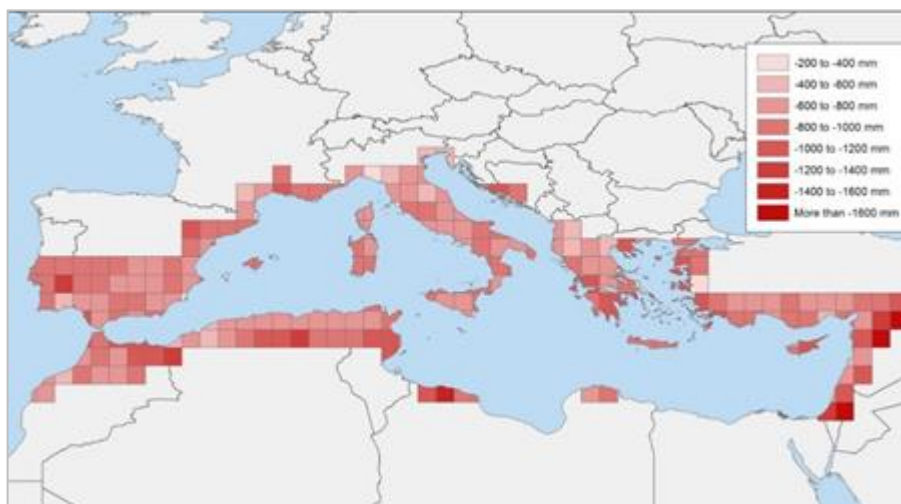 -200 to -400 mm
-400 to -600 mm
-600 to -800 mm
-800 to -1000 mm
-1000 to -1200 mm
-1200 to -1400 mm
-1400 to -1600 mm
More than -1600 mm